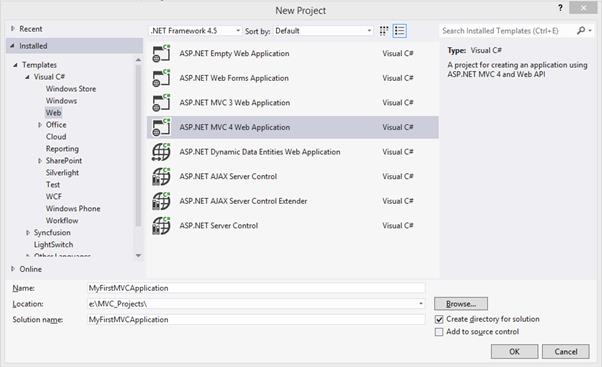 New Project
? ×
Recent
Installed
Templates
Visual C#
Windows Store
Windows
Web
Office
Cloud
Reporting
SharePoint
Silverlight
Test
WCF
Windows Phone
Workflow
Syncfusion
LightSwitch
Other Languages
Online
.NET Framework 4.5 Sort by: Default
ASP.NET Empty Web Application Visual C#
ASP.NET Web Forms Application Visual C#
ASP.NET MVC 3 Web Application Visual C#
ASP.NET MVC 4 Web Application Visual C#
ASP.NET Dynamic Data Entities Web Application Visual C#
ASP.NET AJAX Server Control Visual C#
ASP.NET AJAX Server Control Extender Visual C#
ASP.NET Server Control Visual C#
Search Installed Templates (Ctrl+E)
Type: Visual C#
A project for creating an application using
ASP.NET MVC 4 and Web API
Name: MyFirstMVCApplication
Location: e:\MVC_Projects\
Browse...
Solution name: MyFirstMVCApplication
Create directory for solution
Add to source control
OK Cancel